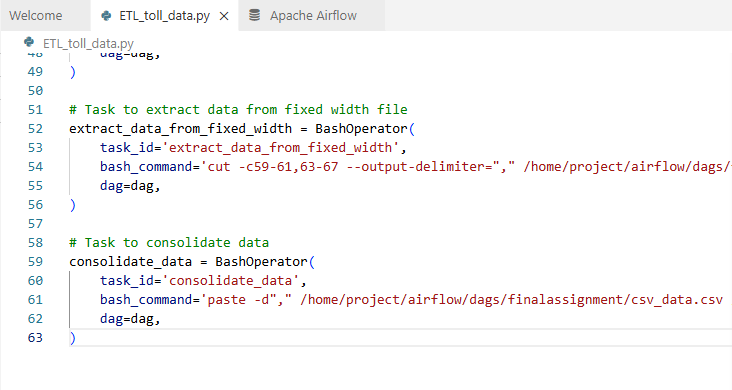 Welcome
ETL_toll_data.py
Apache Airflow
ETL_toll_data.py
48 dag=dag,
49 )
50
51 # Task to extract data from fixed width file
52 extract_data_from_fixed_width = BashOperator(
53 task_id='extract_data_from_fixed_width',
54 bash_command='cut -c59-61,63-67 --output-delimiter="," /home/project/airflow/dags/
55 dag=dag,
56 )
57
58 # Task to consolidate data
59 consolidate_data = BashOperator(
60 task_id='consolidate_data',
61 bash_command='paste -d"," /home/project/airflow/dags/finalassignment/csv_data.csv
62 dag=dag,
63 )